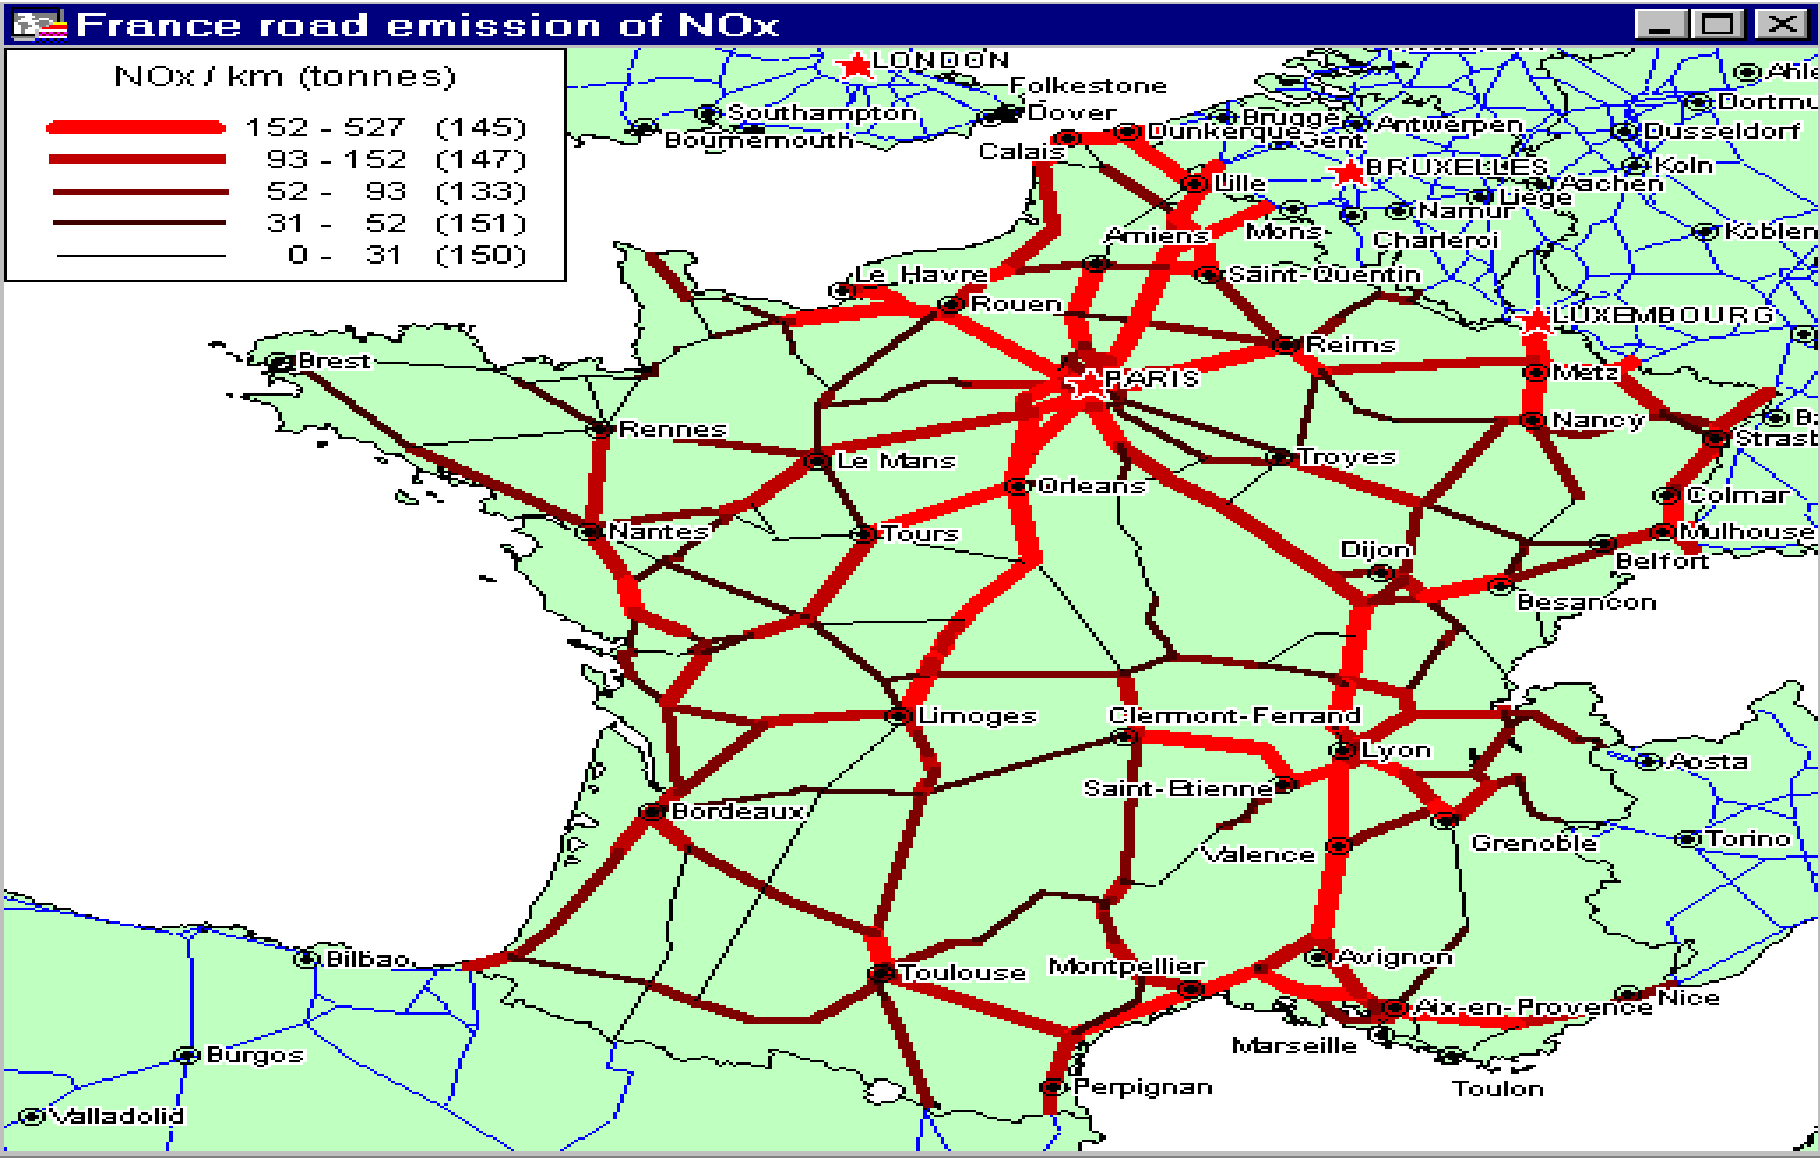 France road emission of NOx
NOx / km (tonnes)
152 - 527 (145)
93 - 152 (147)
52 - 93 (133)
31 - 52 (151)
0 - 31 (150)
LONDON
Folkestone
Southampton
Dover
Bournemouth
Calais
Dunkerque
Brugge
Gent
Antwerpen
Dortmu
Dusseldorf
BRUXELLES
Koln
Lille
Aachen
Liege
Namur
Mons
Charleroi
Koblen
Amiens
Le Havre
Saint-Quentin
Rouen
LUXEMBOURG
Reims
Brest
PARIS
Metz
Nancy
Rennes
Strast
Le Mans
Troyes
Orleans
Colmar
Nantes
Tours
Mulhouse
Dijon
Belfort
Besancon
Limoges
Clermont-Ferrand
Lyon
Aosta
Saint-Etienne
Bordeaux
Grenoble
Torino
Valence
Bilbao
Toulouse
Montpellier
Avignon
Aix-en-Provence
Nice
Burgos
Marseille
Perpignan
Toulon
Valladolid